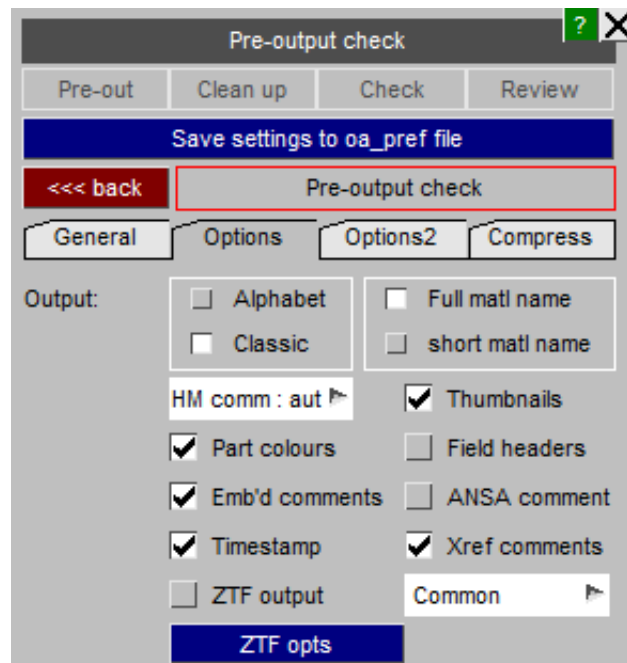 Pre-output check
?
X
Pre-out Clean up Check Review
Save settings to oa_pref file
<<< back Pre-output check
General Options Options2 Compress
Output: Alphabet Full matl name
Classic short matl name
HM comm : aut Thumbnails
Part colours Field headers
Emb'd comments ANSA comment
Timestamp Xref comments
ZTF output Common
ZTF opts